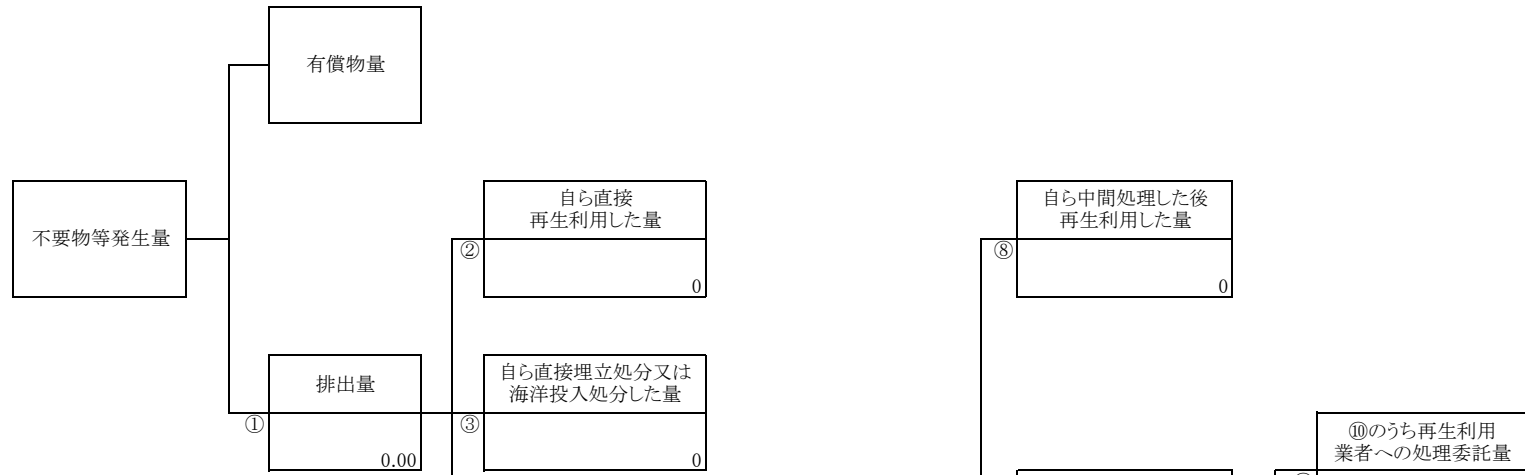 有償物量
不要物等発生量
自ら直接
再生利用した量
②
0
自ら中間処理した後
再生利用した量
⑧
0
排出量
①
0.00
自ら直接埋立処分又は
海洋投入処分した量
③
0
⑩のうち再生利用
業者への処理委託量